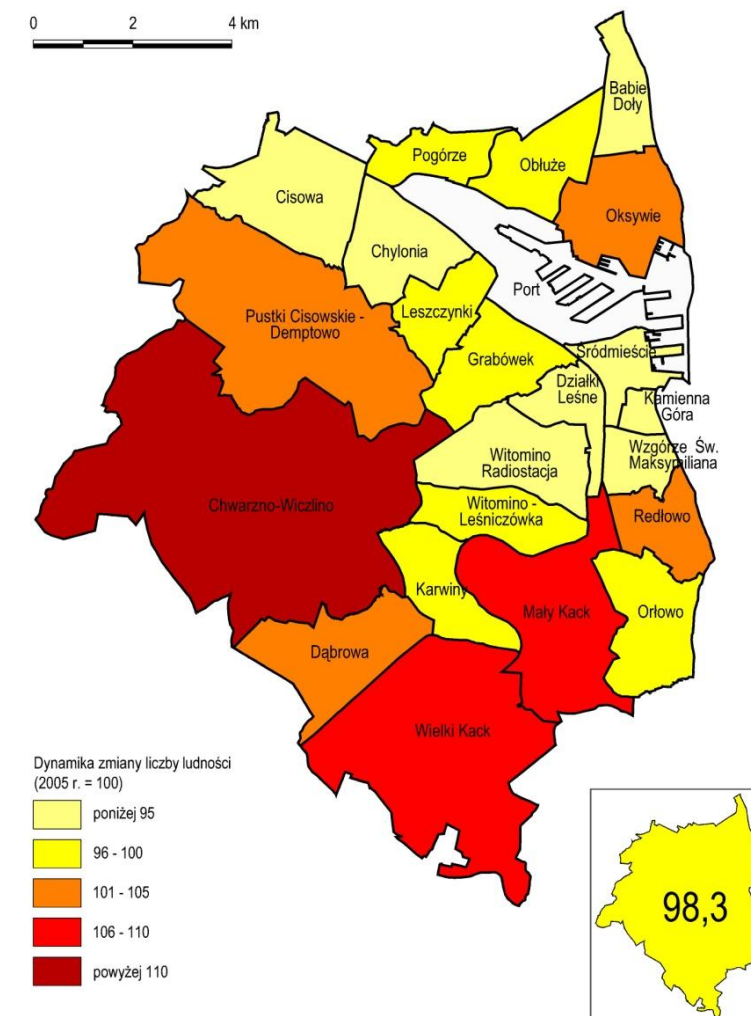 0 2 4 km
Babie
Doły
Pogórze
Obłuże
Cisowa
Oksywie
Chylonia
Port
Pustki Cisowskie -
Demptowo
Leszczynki
Grabówek
Śródmieście
Działki
Leśne
Kamienna
Góra
Witomino
Radiostacja
Wzgórze Św.
Maksymiliana
Chwarzno-Wiczlino
Witomino -
Leśniczówka
Redłowo
Karwiny
Mały Kack
Orłowo
Dąbrowa
Wielki Kack
Dynamika zmiany liczby ludności
(2005 r. = 100)
poniżej 95
96 - 100
101 - 105
106 - 110
powyżej 110
98,3